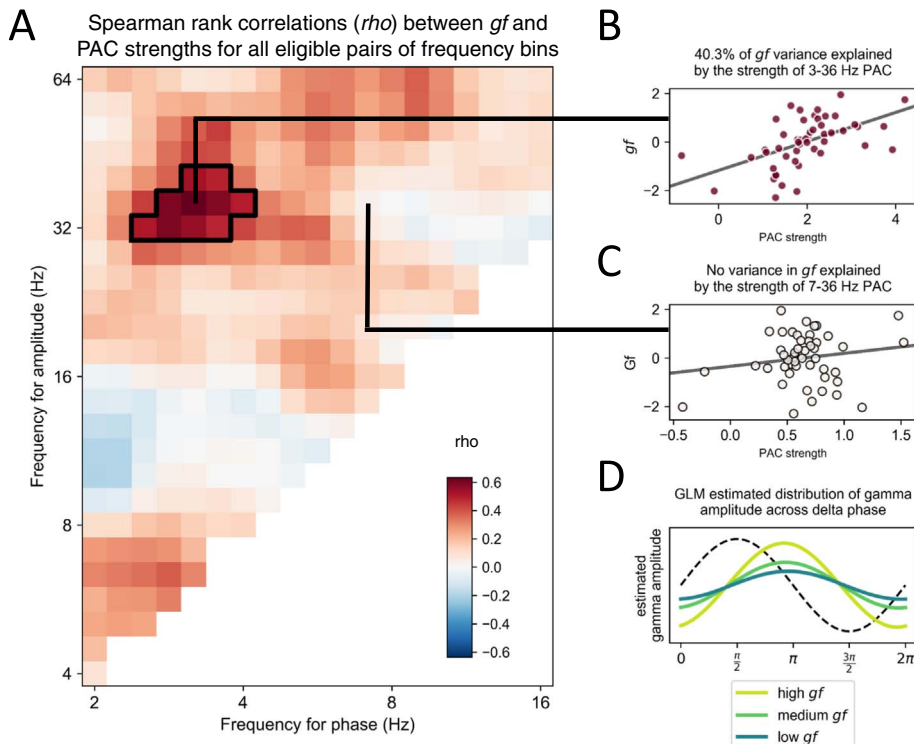 A
Spearman rank correlations (rho) between gf and
PAC strengths for all eligible pairs of frequency bins
64
32
16
8
4
Frequency for amplitude (Hz)
2
4
8
16
Frequency for phase (Hz)
rho
0.6
0.4
0.2
0.0
−0.2
−0.4
−0.6
B
40.3% of gf variance explained
by the strength of 3-36 Hz PAC
2
0
−2
gf
0
2
4
PAC strength
C
No variance in gf explained
by the strength of 7-36 Hz PAC
2
0
−2
Gf
−0.5
0.0
0.5
1.0
1.5
PAC strength
D
GLM estimated distribution of gamma
amplitude across delta phase
estimated
gamma amplitude
0
π/2
π
3π/2
2π
high gf
medium gf
low gf